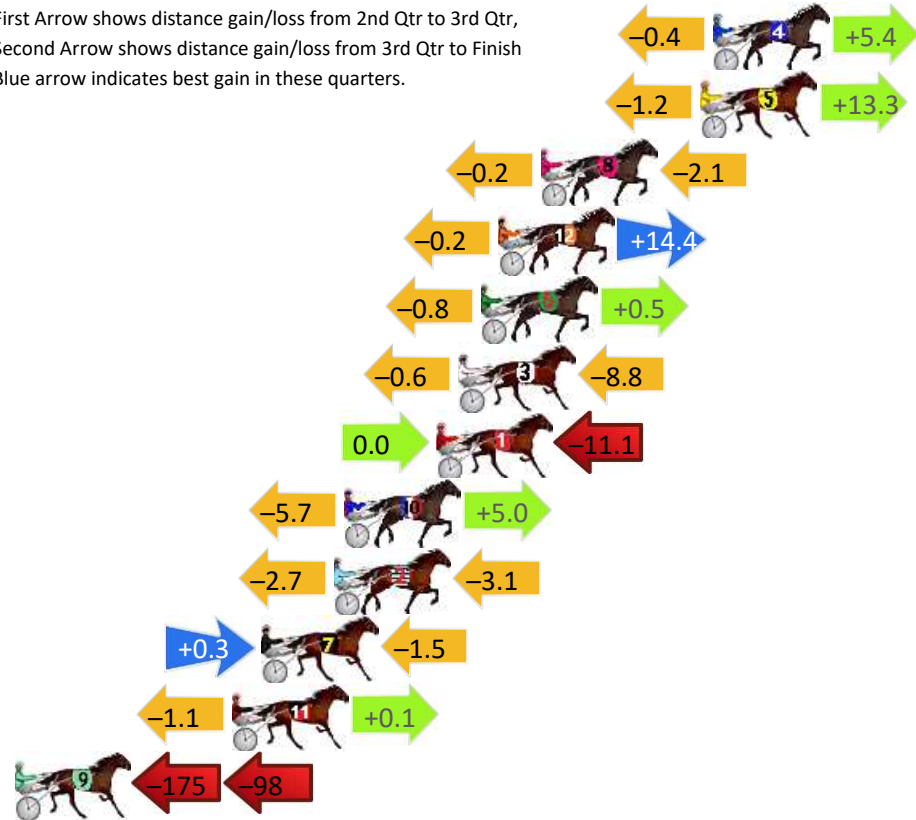 First Arrow shows distance gain/loss from 2nd Qtr to 3rd Qtr,
Second Arrow shows distance gain/loss from 3rd Qtr to Finish
Blue arrow indicates best gain in these quarters.
–0.4 4 +5.4
–1.2 5 +13.3
–0.2 8 –2.1
–0.2 12 +14.4
–0.8 +0.5
–0.6 3 –8.8
0.0 1 –11.1
–5.7 10 +5.0
–2.7 2 –3.1
+0.3 7 –1.5
–1.1 11 +0.1
9 –175 –98